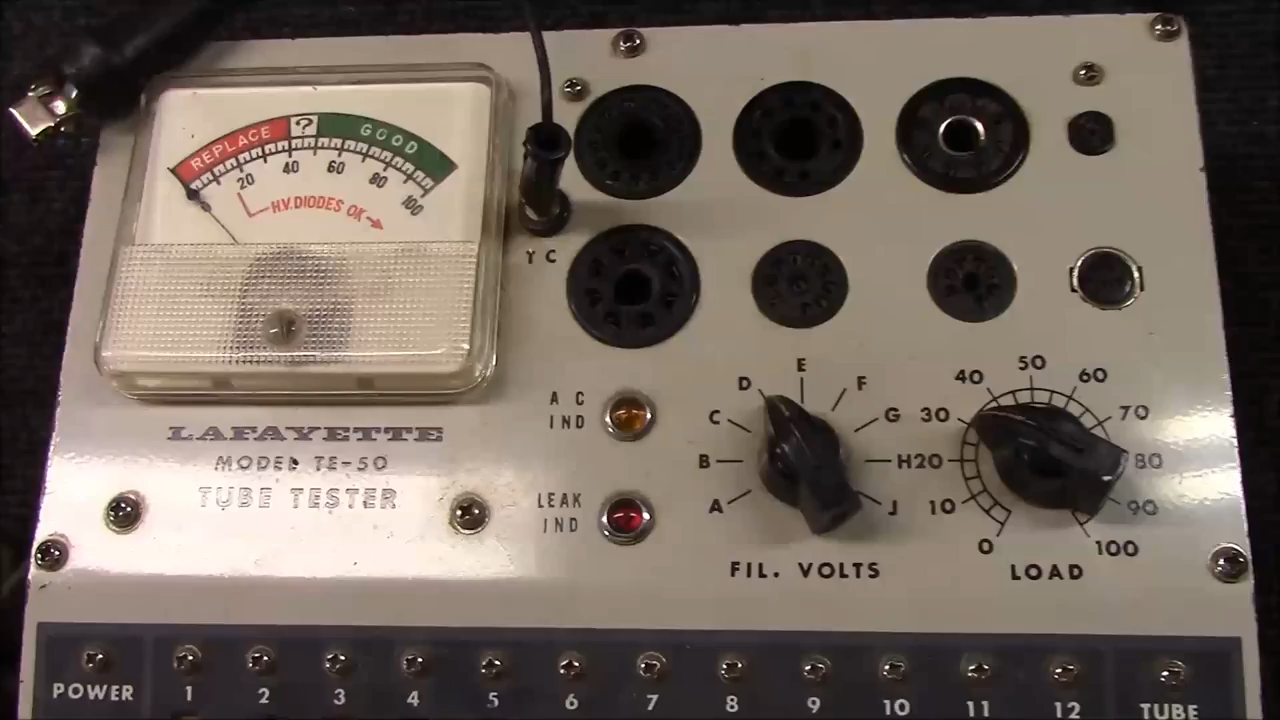 REPLACE ? GOOD
20 40 60 80 100
H.V. DIODES OK
T C
LAFAYETTE
MODEL TE-50
TUBE TESTER
A C
IND
LEAK
IND
A B C D E F G H J
FIL. VOLTS
0 10 20 30 40 50 60 70 80 90 100
LOAD
POWER 1 2 3 4 5 6 7 8 9 10 11 12 TUBE